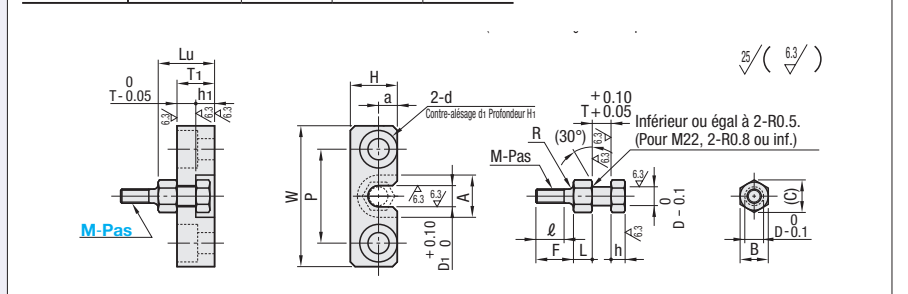 25 ( 6.3 )
Lu
T1
0
T-0.05
h1
6.3
6.3
6.3
M-Pas
H
a
2-d
Contre-alésage d1 Profondeur H1
W
P
6.3
6.3
A
+0.10
D1 0
+0.10
T+0.05
Inférieur ou égal à 2-R0.5.
(Pour M22, 2-R0.8 ou inf.)
R
(30°)
6.3
6.3
M-Pas
6.3
0
D-0.1
6.3
ℓ
F
L
h
(C)
0
D-0.1
B